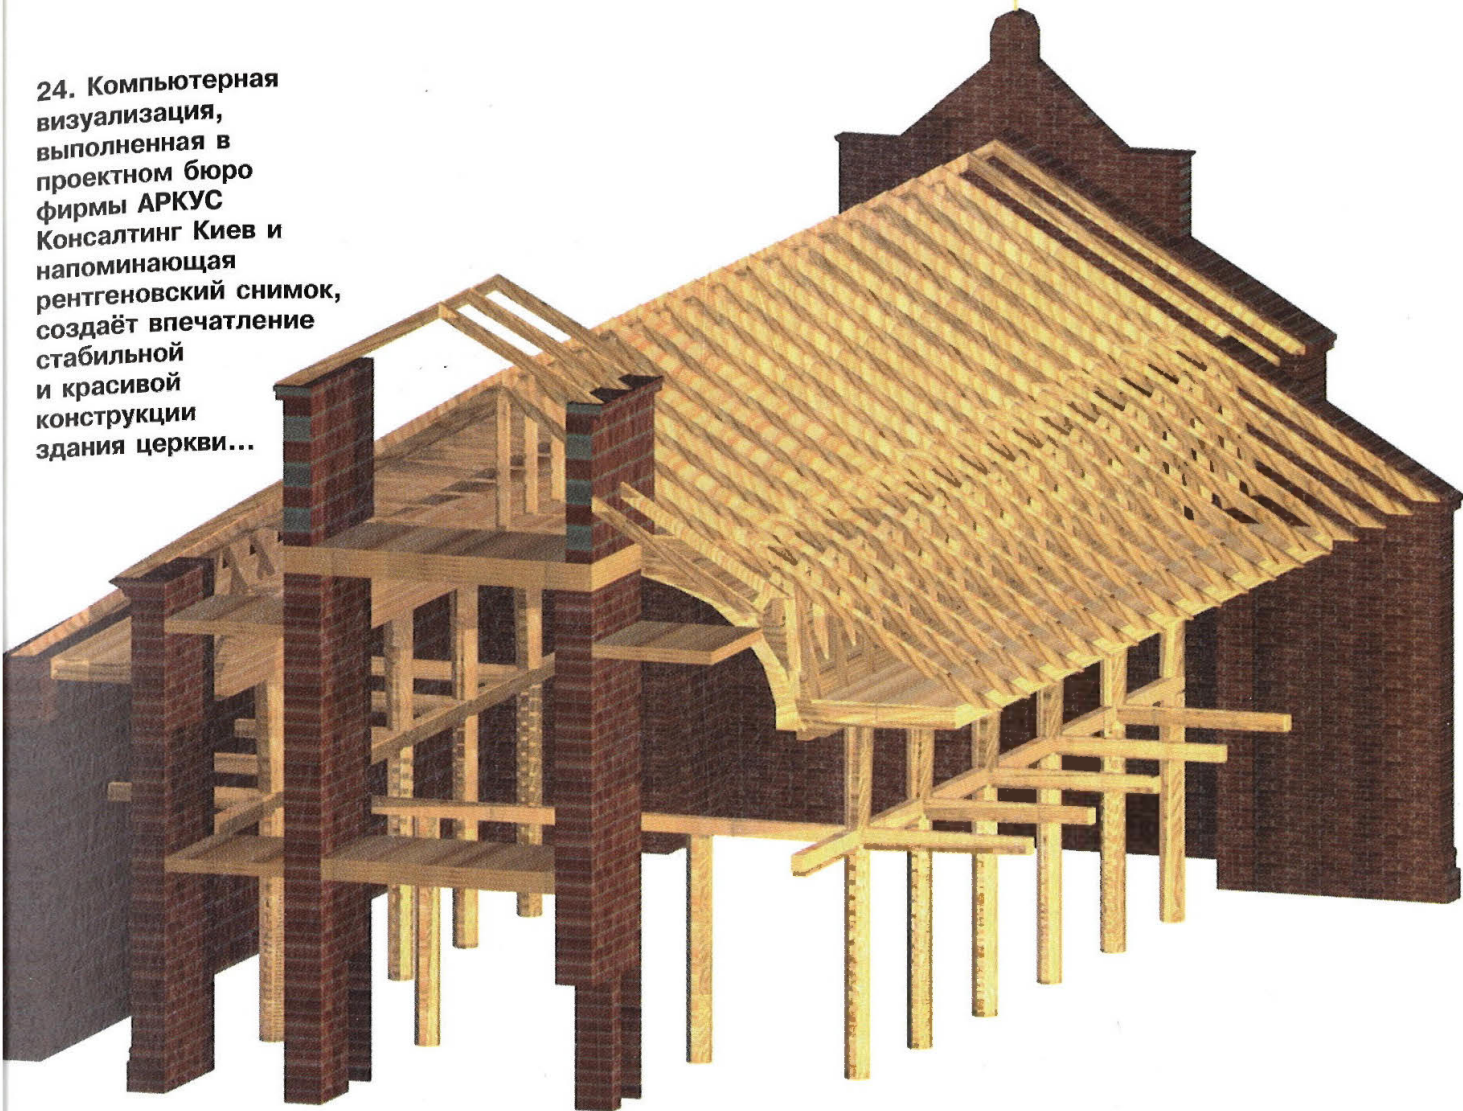 24. Компьютерная
визуализация,
выполненная в
проектном бюро
фирмы АРКУС
Консалтинг Киев и
напоминающая
рентгеновский снимок,
создаёт впечатление
стабильной
и красивой
конструкции
здания церкви...